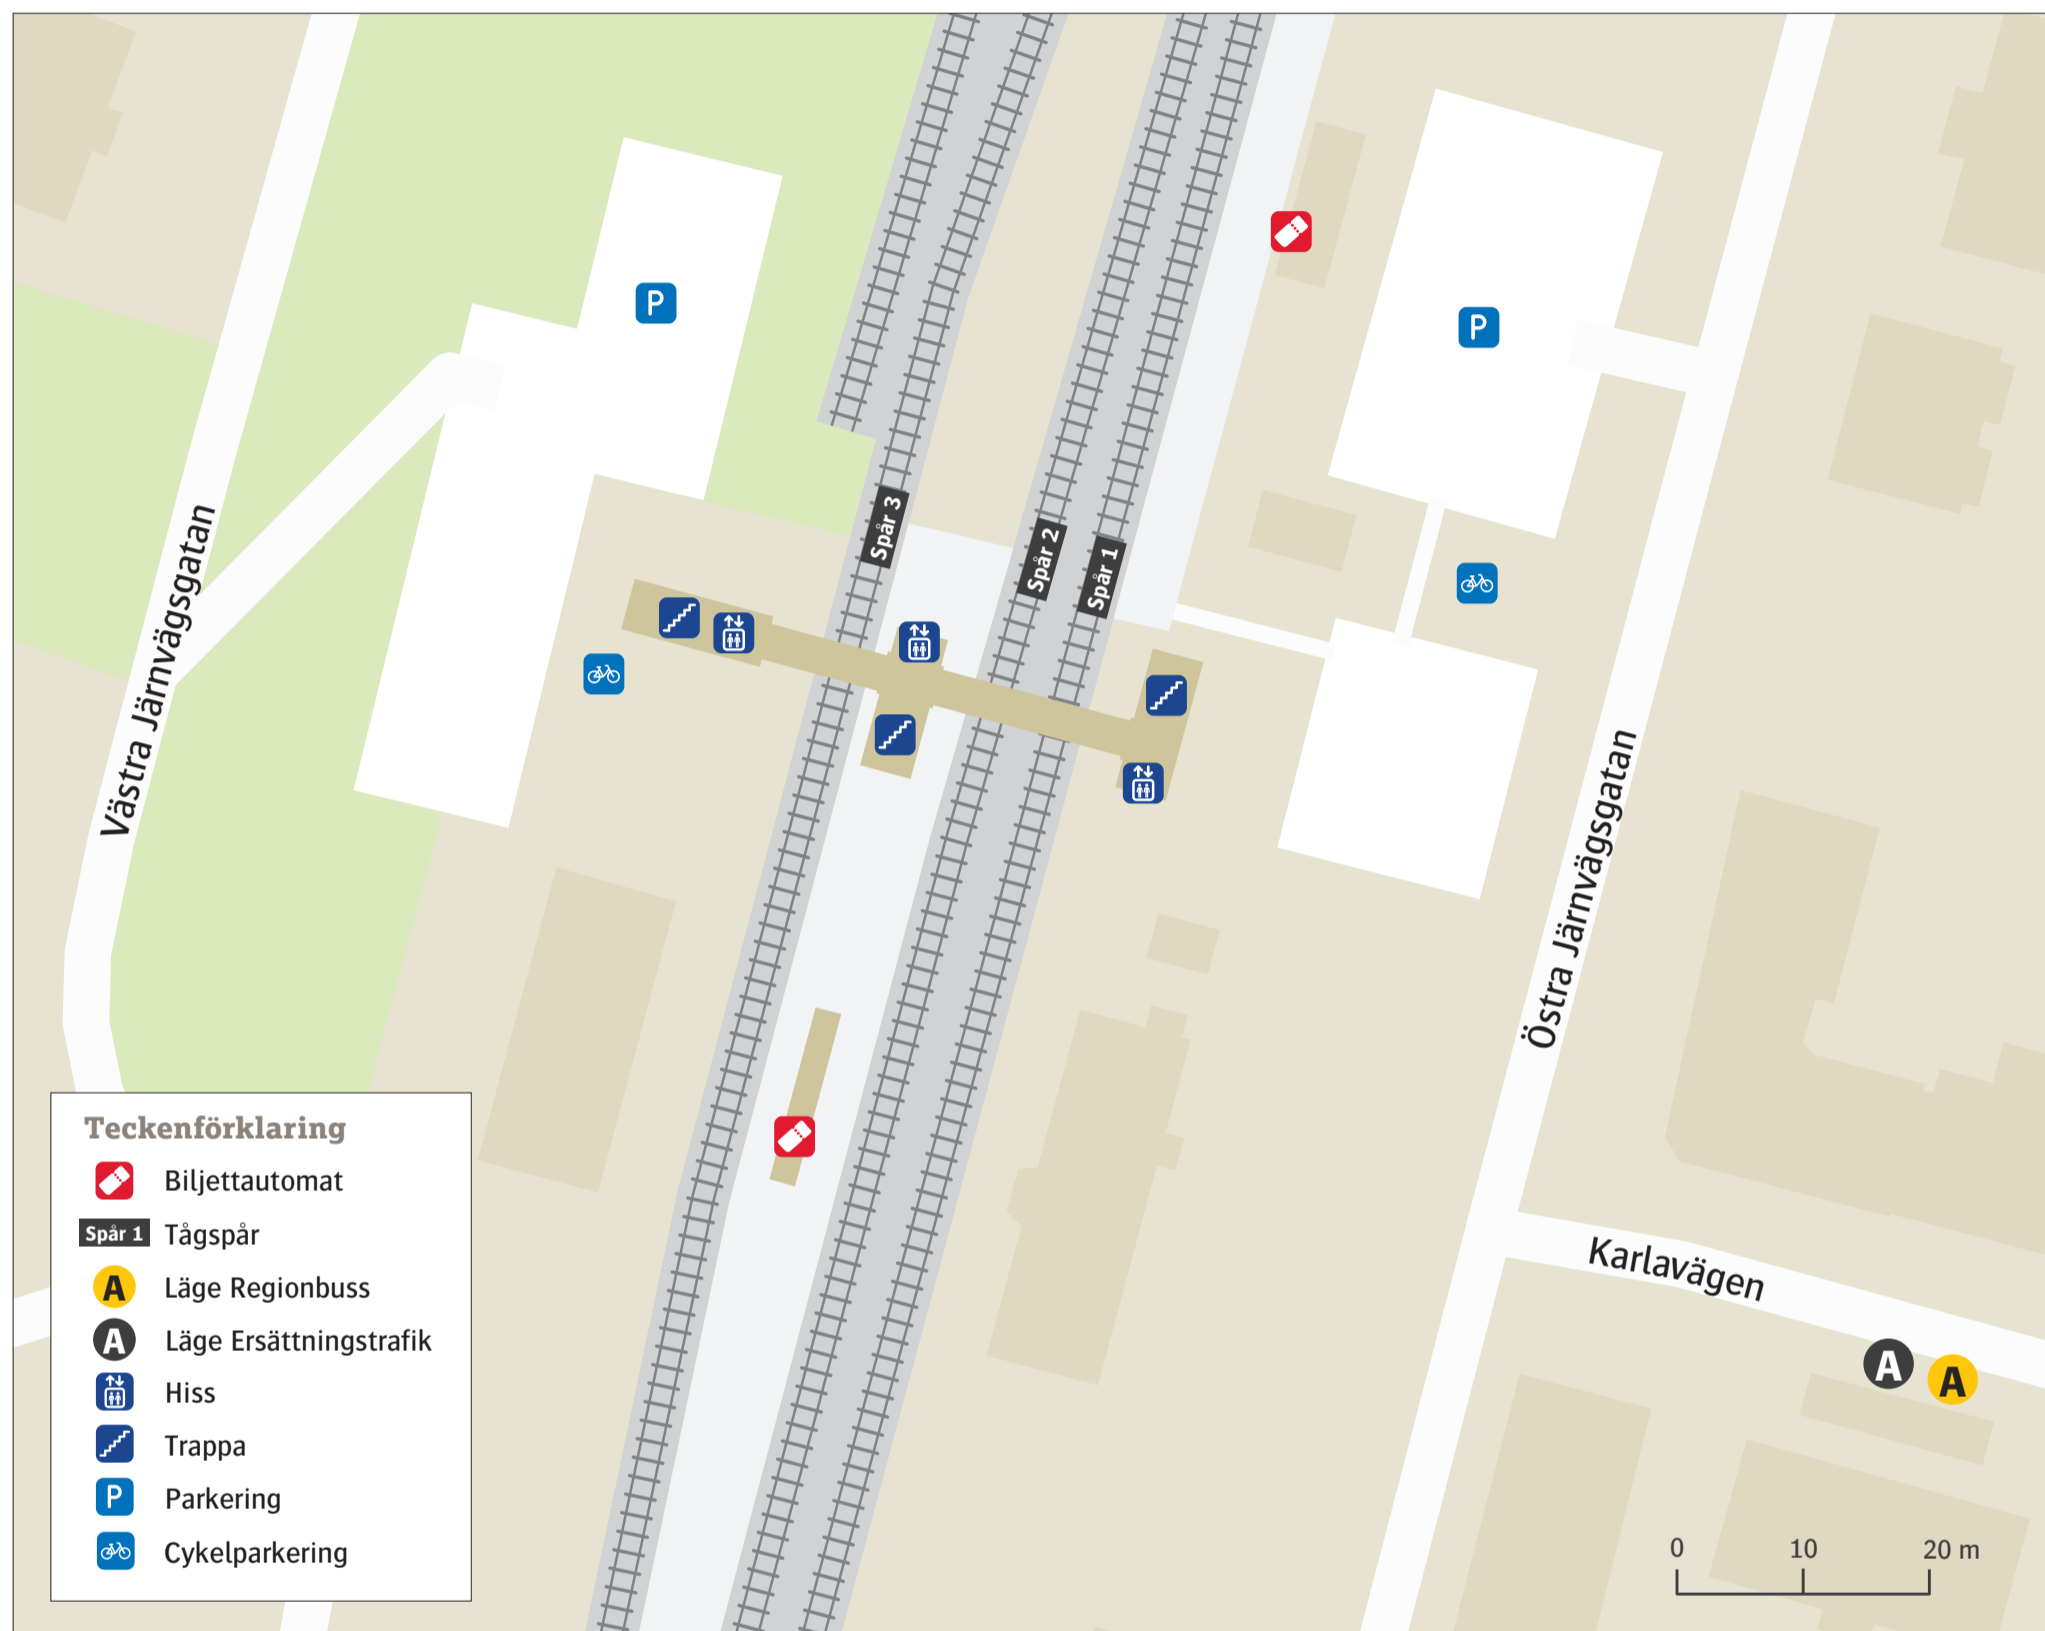 P
P
Spår 3
Spår 2
Spår 1
Västra Järnvägsgatan
Östra Järnvägsgatan
Karlavägen
A
A
Teckenförklaring
Biljettautomat
Spår 1 Tågspår
A Läge Regionbuss
A Läge Ersättningstrafik
Hiss
Trappa
P Parkering
Cykelparkering
0 10 20 m